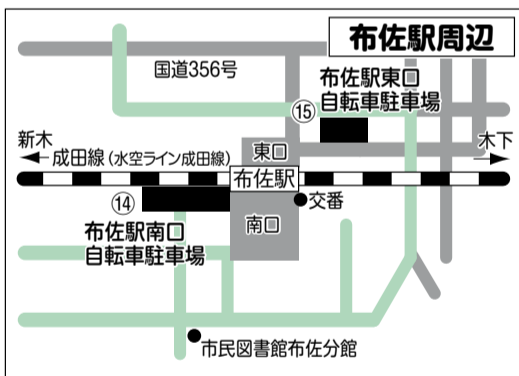 布佐駅周辺
国道356号
布佐駅東口
⑮
自転車駐車場
新木
木下
成田線(水空ライン成田線)
東口
布佐駅
⑭
交番
南口
布佐駅南口
自転車駐車場
市民図書館布佐分館